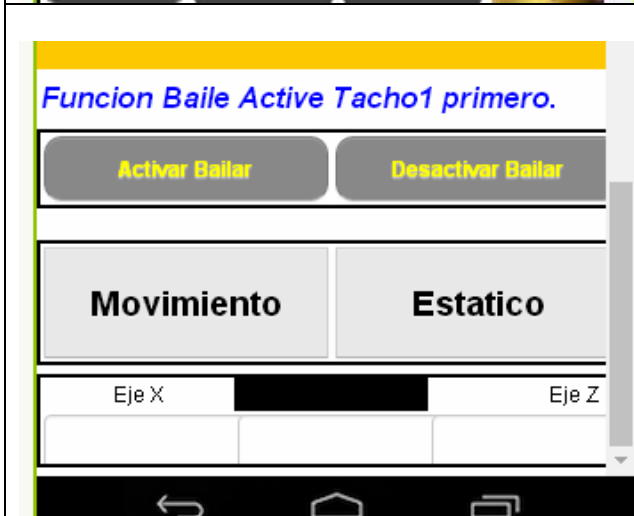 Funcion Baile Active Tacho1 primero.
Activar Bailar Desactivar Bailar
Movimiento Estatico
Eje X Eje Z